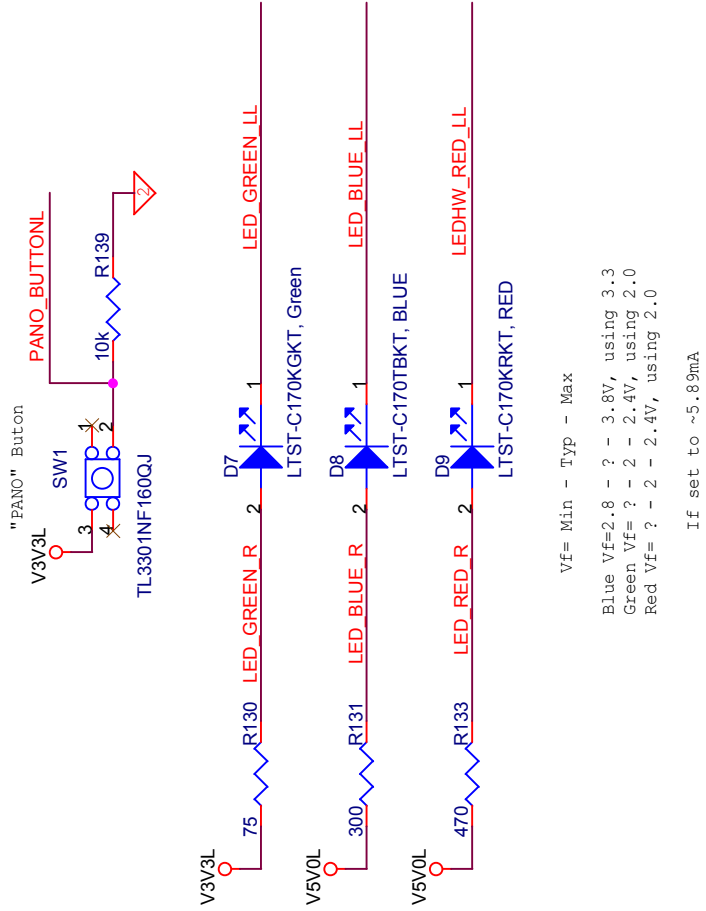 "PANO" Buton
PANO_BUTTONL
V3V3L
SW1
3
4
1
2
TL3301NF160QJ
10k
R139
2
V3V3L
75
R130
LED_GREEN_R
2
D7
1
LTST-C170KGKT, Green
LED_GREEN_LL
V5V0L
300
R131
LED_BLUE_R
2
D8
1
LTST-C170TBKT, BLUE
LED_BLUE_LL
V5V0L
470
R133
LED_RED_R
2
D9
1
LTST-C170KRKT, RED
LEDHW_RED_LL
Vf= Min - Typ - Max
Blue Vf=2.8 - ? - 3.8V, using 3.3
Green Vf= ? - 2 - 2.4V, using 2.0
Red Vf= ? - 2 - 2.4V, using 2.0
If set to ~5.89mA